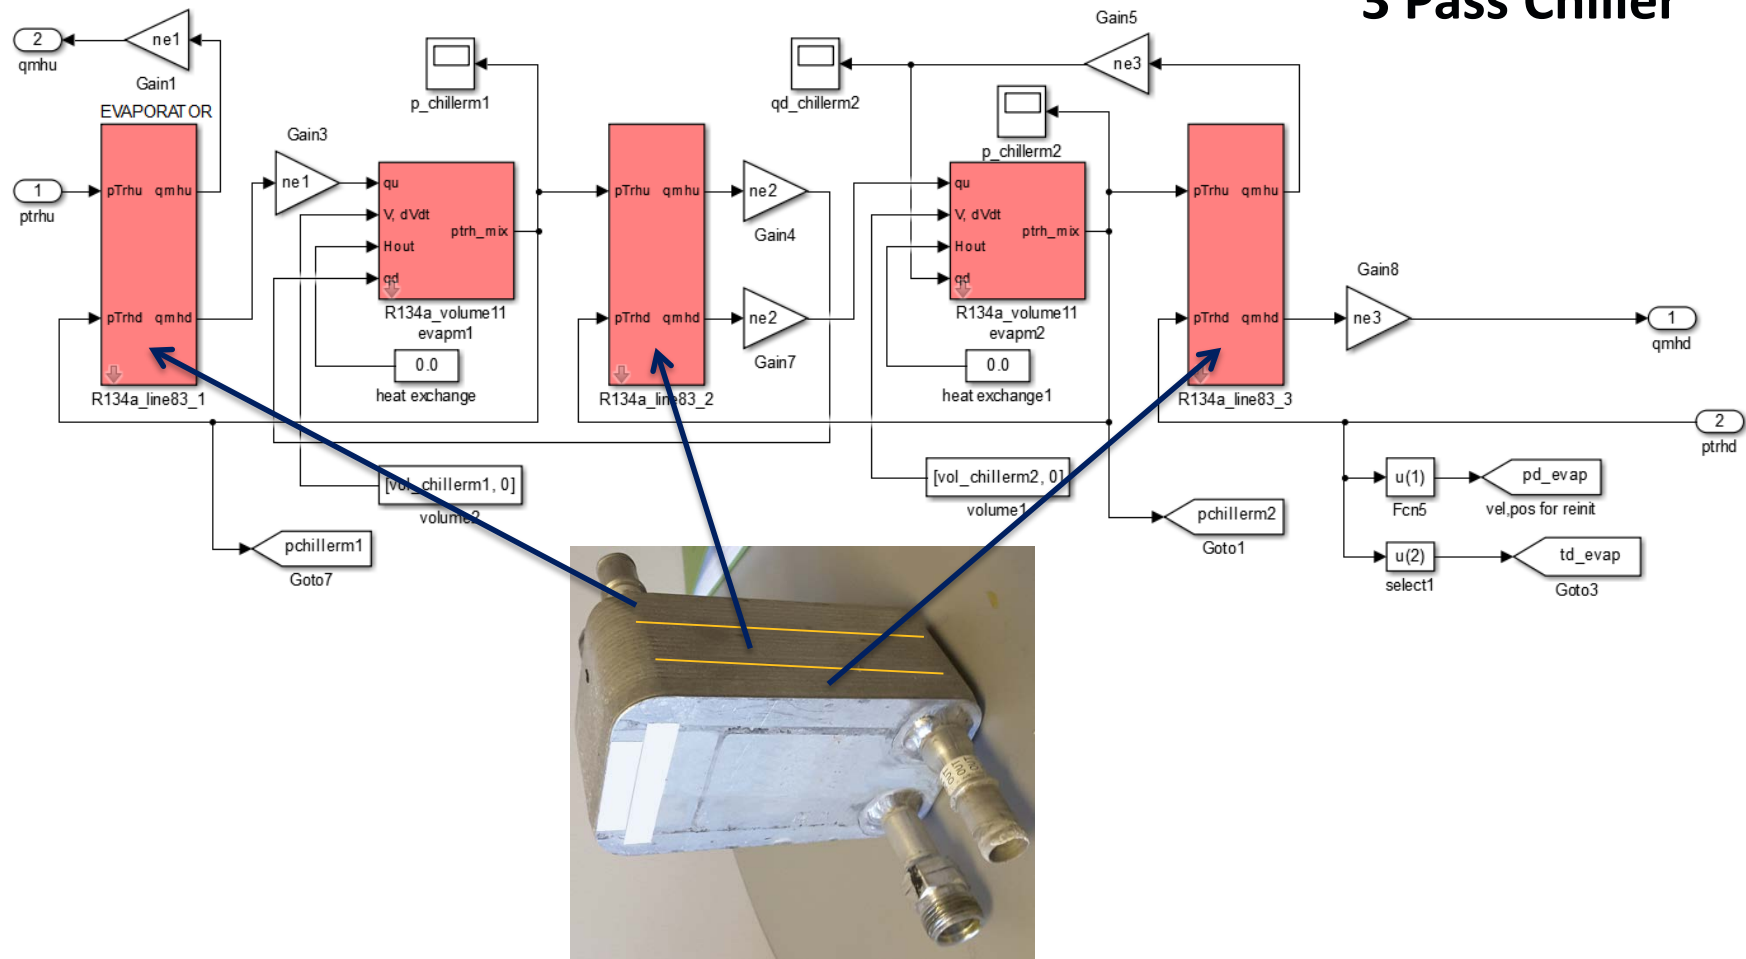 3 Pass Chiller
Gain5
2
ne1
qmhu
Gain1
p_chillerm1
qd_chillerm2
ne3
p_chillerm2
EVAPORATOR
Gain3
1
ptrhu
pTrhu qmhu
pTrhd qmhd
R134a_line83_1
ne1
qu
V, dVdt
Hout
qd
ptrh_mix
R134a_volume11
evapm1
0.0
heat exchange
pTrhu qmhu
pTrhd qmhd
R134a_line83_2
ne2
Gain4
ne2
Gain7
qu
V, dVdt
Hout
qd
ptrh_mix
R134a_volume11
evapm2
0.0
heat exchange1
pTrhu qmhu
pTrhd qmhd
R134a_line83_3
Gain8
ne3
1
qmhd
2
ptrhd
[vol_chillerm1, 0]
volume2
[vol_chillerm2, 0]
volume1
pchillerm1
Goto7
pchillerm2
Goto1
u(1)
Fcn5
pd_evap
vel,pos for reinit
u(2)
select1
td_evap
Goto3